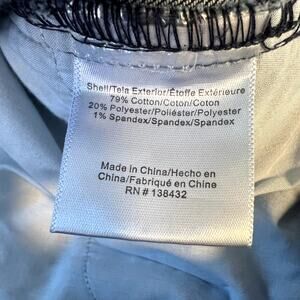 Shell/Tela Exterior/Étoffe Extérieure
79% Cotton/Coton/Coton
20% Polyester/Poliéster/Polyester
1% Spandex/Spandex/Spandex
Made in China/Hecho en
China/Fabriqué en Chine
RN # 138432